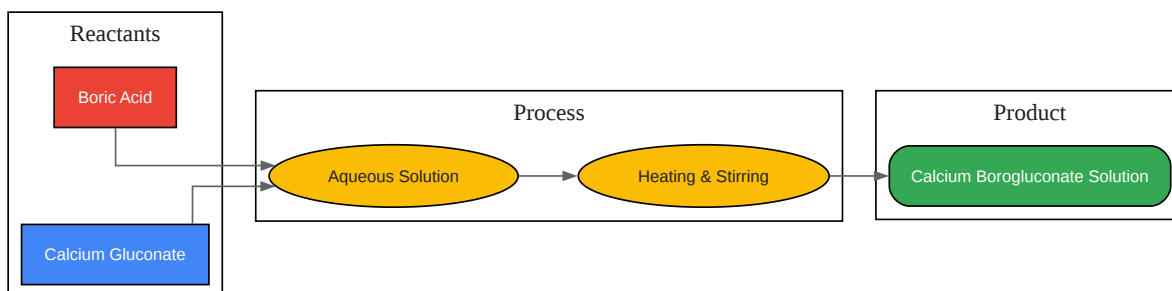 Reactants
Boric Acid
Calcium Gluconate
Process
Aqueous Solution
Heating & Stirring
Product
Calcium Borogluconate Solution